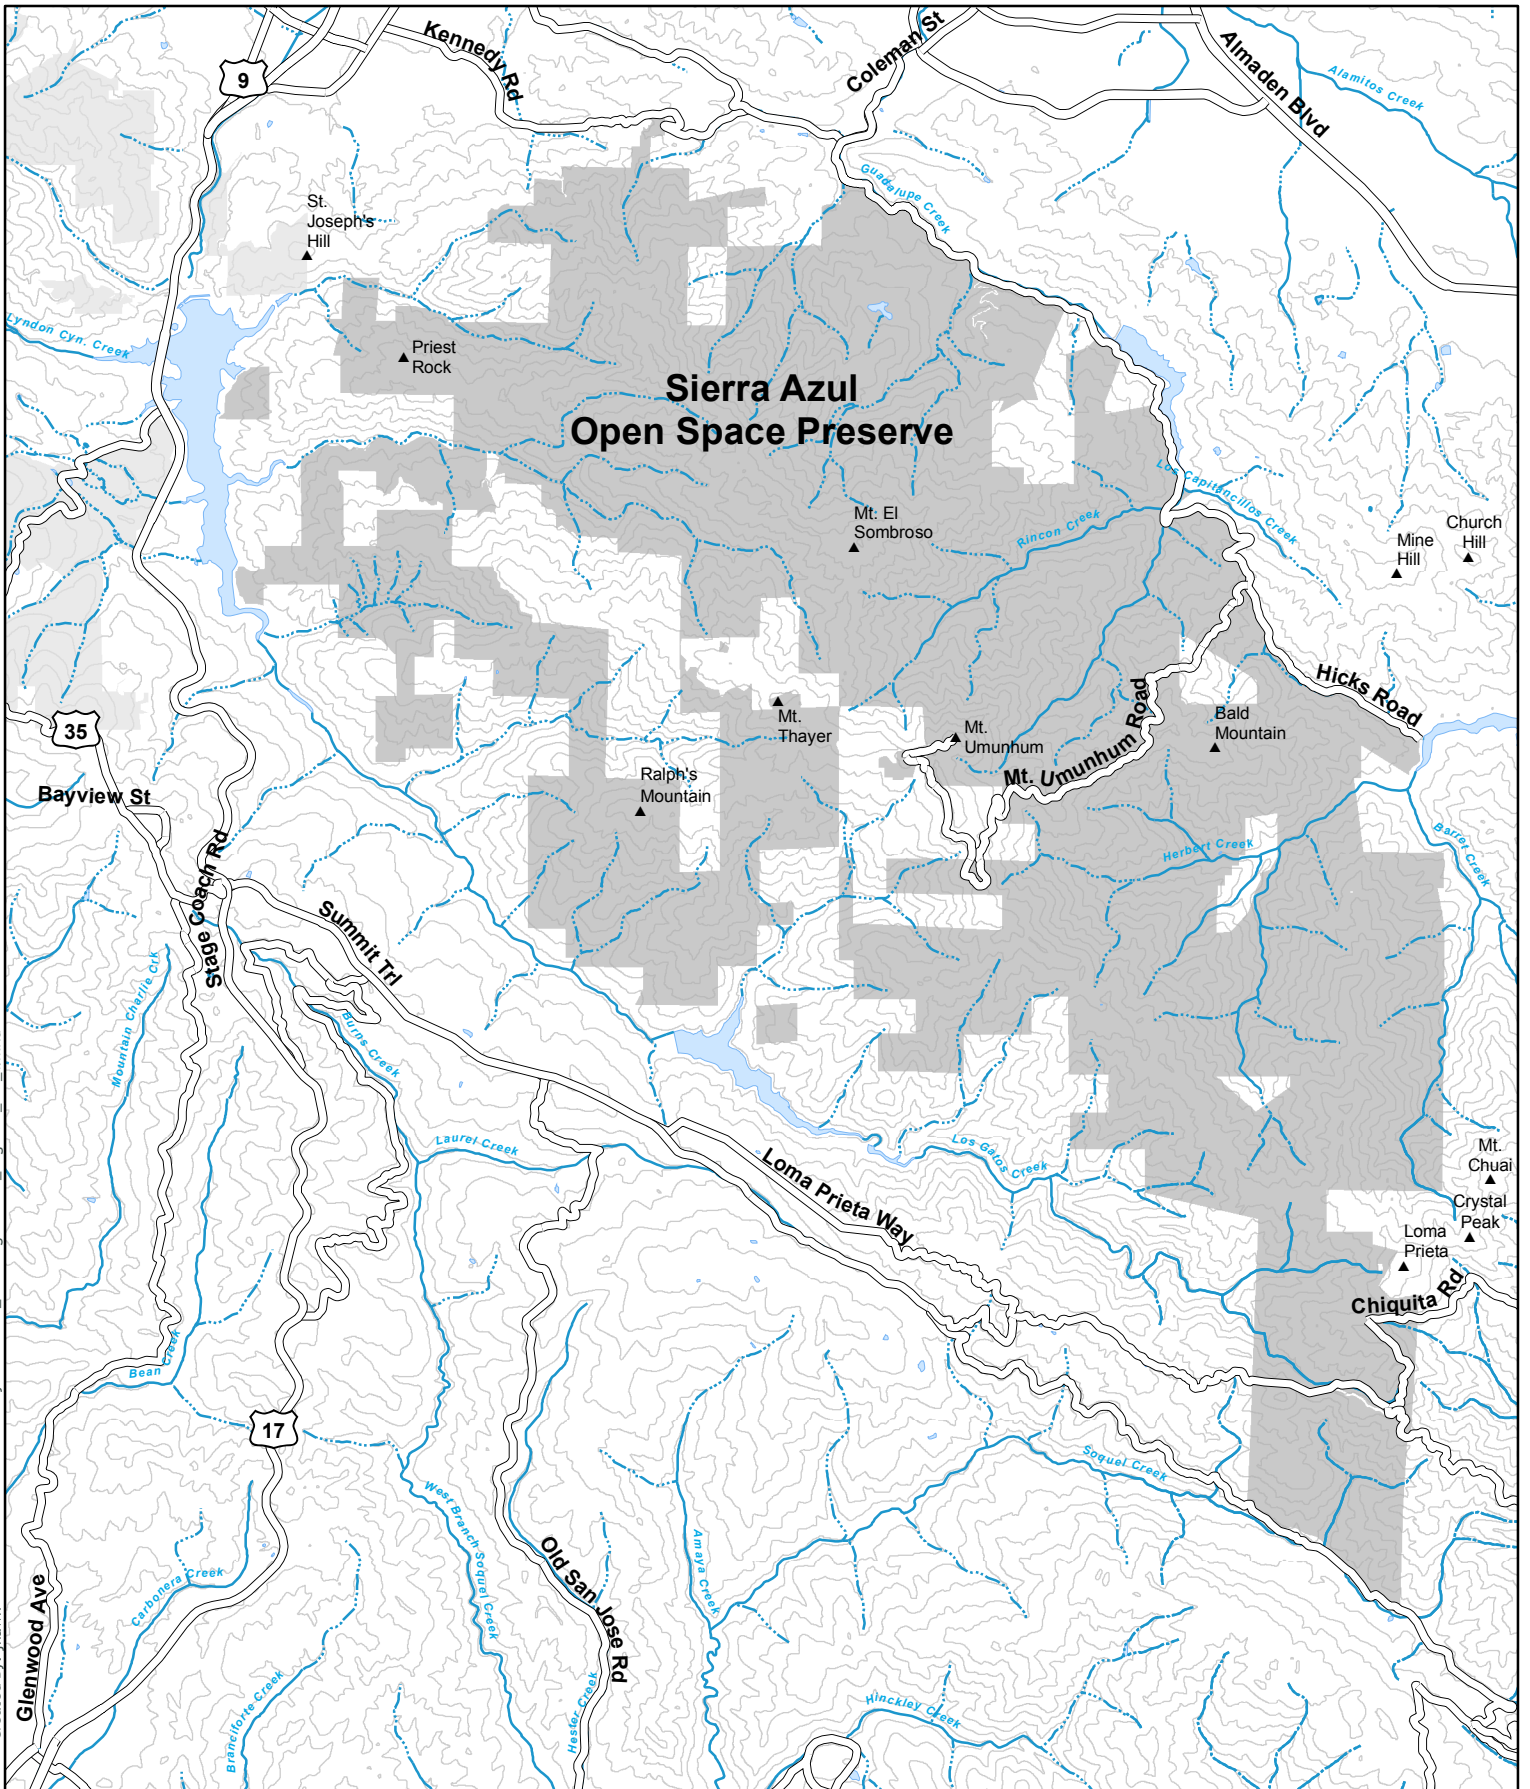 Kennedy Rd
Coleman St
Almaden Blvd
Alamitos Creek
9
Guadalupe Creek
St.
Joseph's
Hill
Lyndon Cyn. Creek
Priest
Rock
Sierra Azul
Open Space Preserve
Los Capitancillos Creek
Mt. El
Sombroso
Rincon Creek
Church
Hill
Mine
Hill
Hicks Road
35
Mt.
Thayer
Mt.
Umunhum
Mt. Umunhum Road
Bald
Mountain
Ralph's
Mountain
Bayview St
Herbert Creek
Barret Creek
Stage Coach Rd
Summit Trl
Mountain Charlie Crk
Burns Creek
Laurel Creek
Los Gatos Creek
Loma Prieta Way
Mt.
Chuai
Crystal
Peak
Loma
Prieta
Chiquita Rd
Bean Creek
17
Soquel Creek
West Branch Soquel Creek
Amaya Creek
Old San Jose Rd
Carbonera Creek
Glenwood Ave
Branciforte Creek
Hester Creek
Hinckley Creek